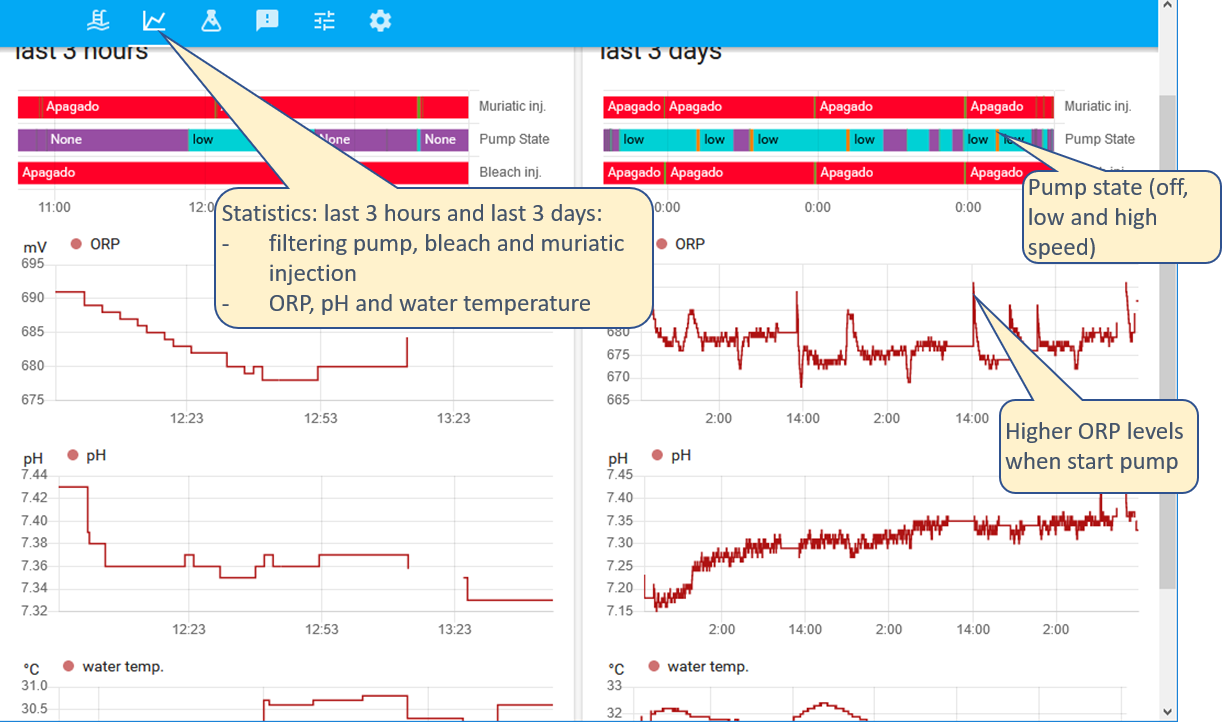 last 3 hours
last 3 days
Apagado
Muriatic inj.
None
low
None
None
Pump State
Apagado
Bleach inj.
11:00
Apagado
Apagado
Apagado
Apagado
Muriatic inj.
low
low
low
low
low
low
Pump State
Apagado
Apagado
Apagado
Apagado
0:00
0:00
0:00
Statistics: last 3 hours and last 3 days:
- filtering pump, bleach and muriatic
injection
- ORP, pH and water temperature
Pump state (off,
low and high
speed)
mV
ORP
695
690
685
680
675
12:23
12:53
13:23
ORP
680
675
670
665
2:00
14:00
2:00
14:00
Higher ORP levels
when start pump
pH
pH
7.44
7.42
7.40
7.38
7.36
7.34
7.32
12:23
12:53
13:23
pH
pH
7.45
7.40
7.35
7.30
7.25
7.20
7.15
2:00
14:00
2:00
14:00
2:00
°C
water temp.
31.0
30.5
°C
water temp.
33
32